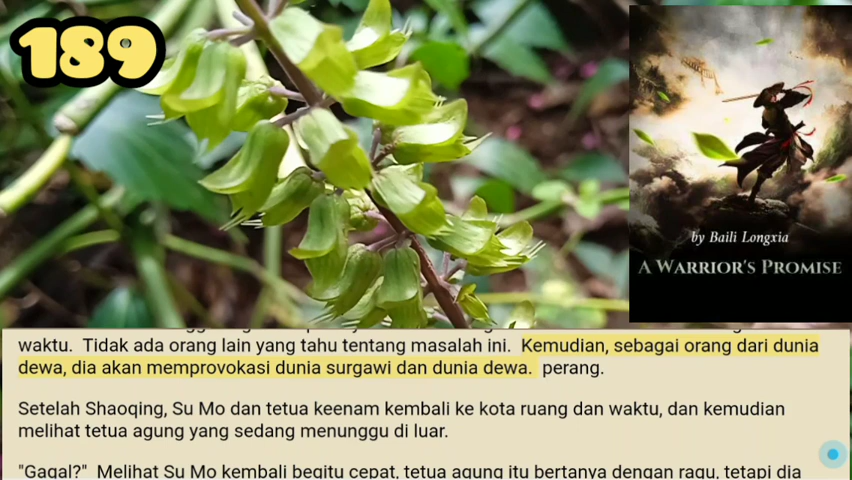 189
by Baili Longxia
A WARRIOR'S PROMISE
waktu. Tidak ada orang lain yang tahu tentang masalah ini. Kemudian, sebagai orang dari dunia
dewa, dia akan memprovokasi dunia surgawi dan dunia dewa. perang.
Setelah Shaoqing, Su Mo dan tetua keenam kembali ke kota ruang dan waktu, dan kemudian
melihat tetua agung yang sedang menunggu di luar.
"Gagal?" Melihat Su Mo kembali begitu cepat, tetua agung itu bertanya dengan ragu, tetapi dia